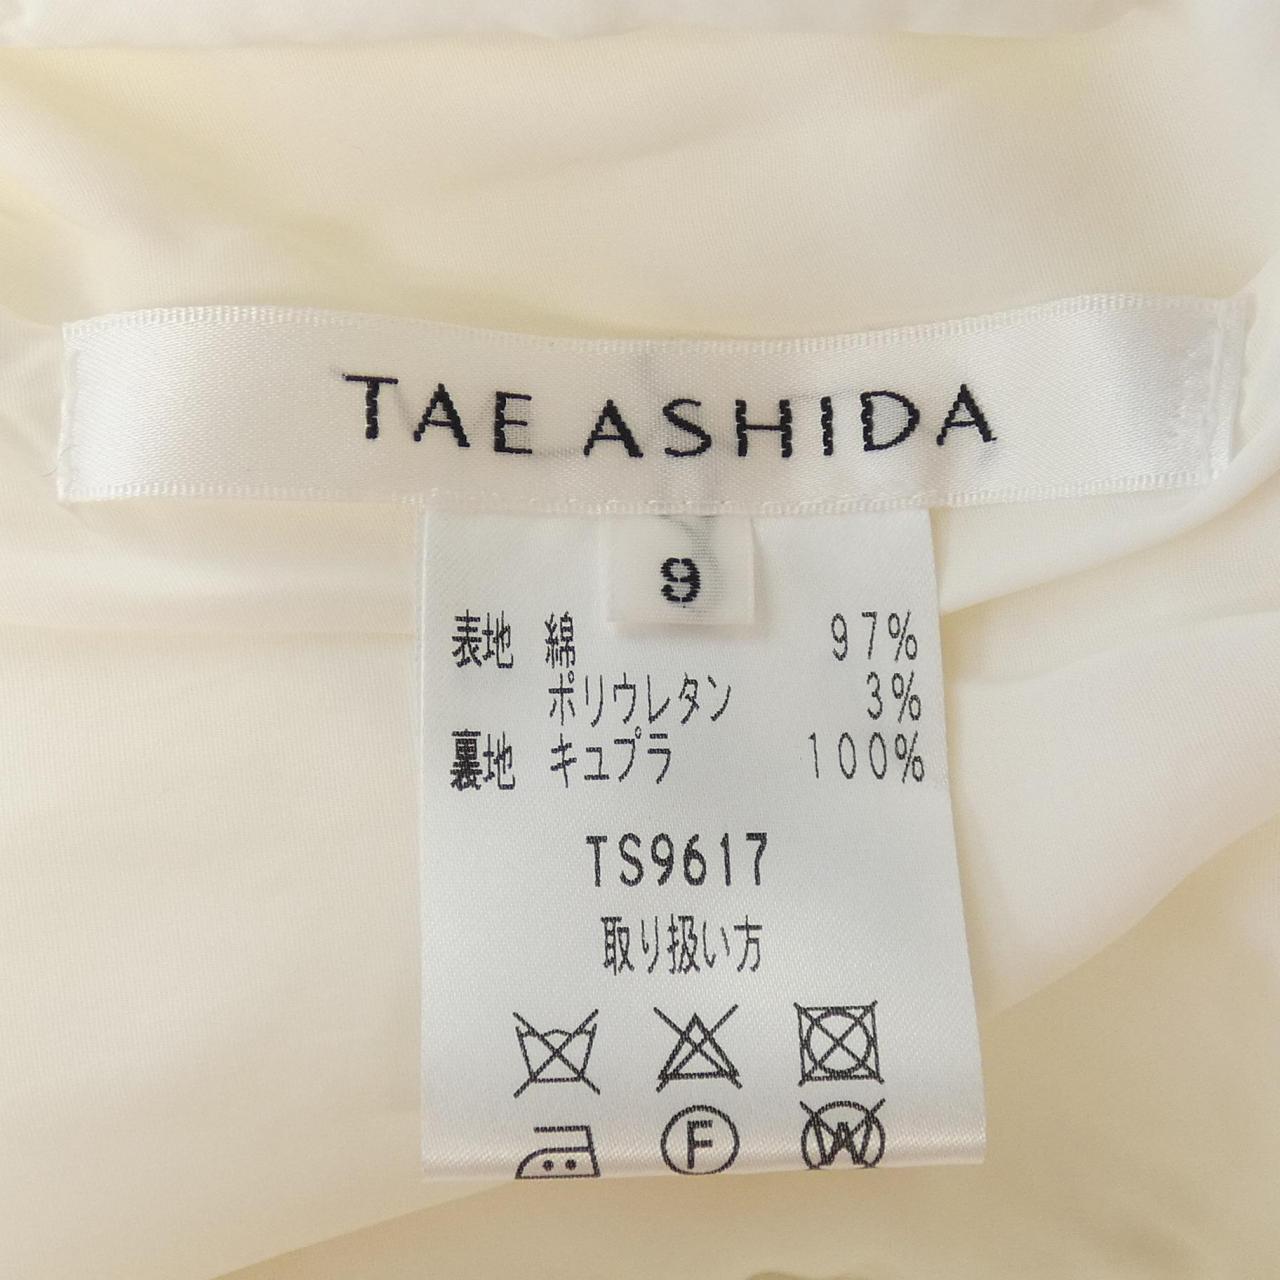 TAE ASHIDA
9
表地 綿 97%
ポリウレタン 3%
裏地 キュプラ 100%
TS9617
取り扱い方
F
W